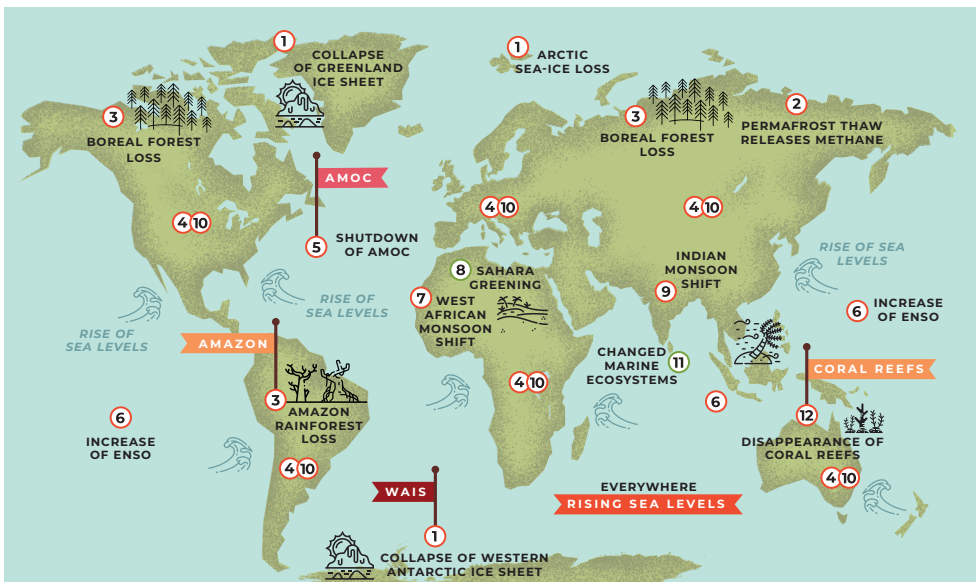 1
COLLAPSE
OF GREENLAND
ICE SHEET
1
ARCTIC
SEA-ICE LOSS
3
BOREAL FOREST
LOSS
3
BOREAL FOREST
LOSS
2
PERMAFROST THAW
RELEASES METHANE
AMOC
4 10
4 10
4 10
5
SHUTDOWN
OF AMOC
8
SAHARA
GREENING
INDIAN
MONSOON
SHIFT
9
RISE OF SEA
LEVELS
7
WEST
AFRICAN
MONSOON
SHIFT
RISE OF
SEA LEVELS
RISE OF
SEA LEVELS
6
INCREASE
OF ENSO
AMAZON
CHANGED
MARINE
ECOSYSTEMS
11
CORAL REEFS
3
AMAZON
RAINFOREST
LOSS
4 10
6
12
DISAPPEARANCE OF
CORAL REEFS
6
INCREASE
OF ENSO
4 10
4 10
WAIS
EVERYWHERE
RISING SEA LEVELS
1
COLLAPSE OF WESTERN
ANTARCTIC ICE SHEET